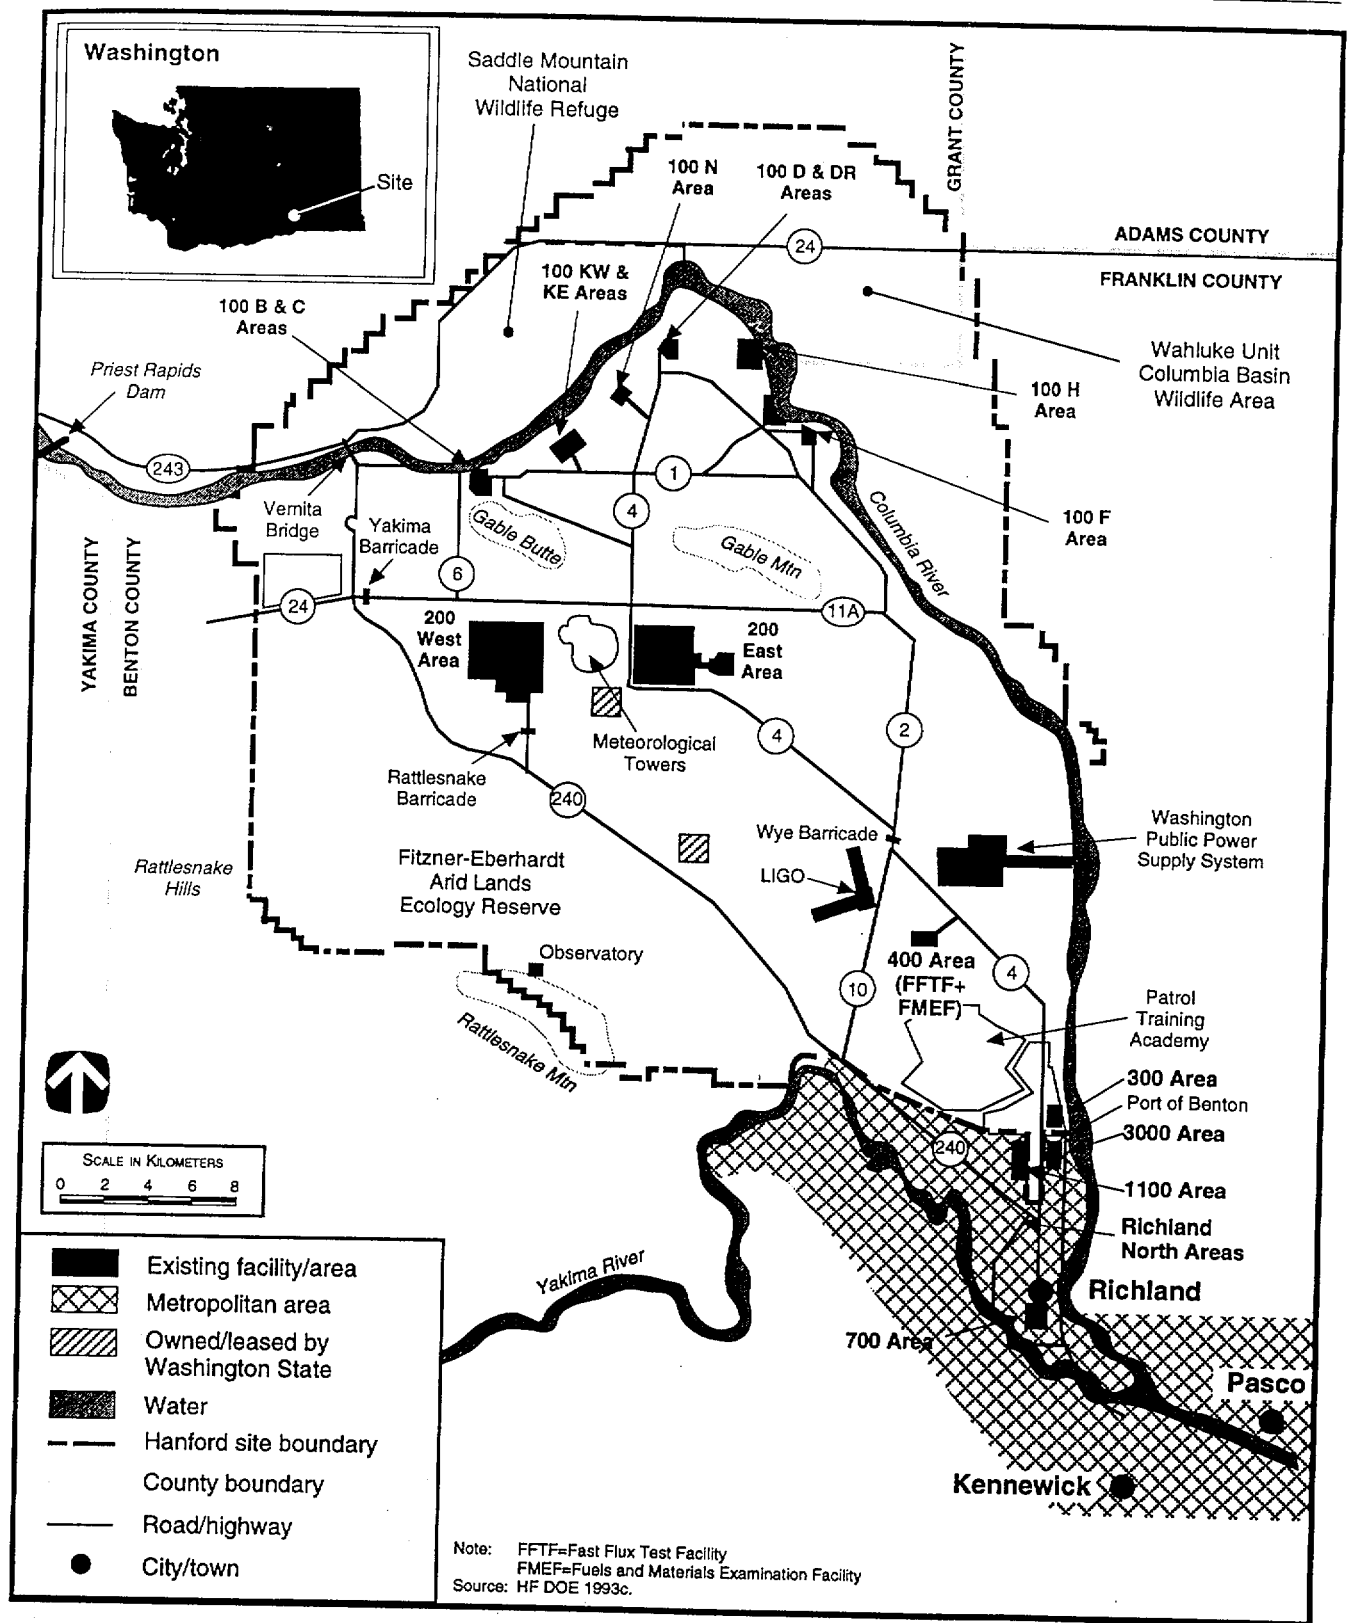 Washington
Site
Saddle Mountain
National
Wildlife Refuge
GRANT COUNTY
100 N
Area
100 D & DR
Areas
24
ADAMS COUNTY
FRANKLIN COUNTY
100 KW &
KE Areas
100 B & C
Areas
Wahluke Unit
Columbia Basin
Wildlife Area
Priest Rapids
Dam
100 H
Area
243
1
Vernita
Bridge
Yakima
Barricade
4
Gable Butte
Gable Mtn
Columbia River
100 F
Area
YAKIMA COUNTY
BENTON COUNTY
6
24
11A
200
West
Area
200
East
Area
Meteorological
Towers
4
2
Rattlesnake
Barricade
240
Wye Barricade
LIGO
Washington
Public Power
Supply System
Rattlesnake
Hills
Fitzner-Eberhardt
Arid Lands
Ecology Reserve
Observatory
Rattlesnake Mtn
400 Area
(FFTF+
FMEF)
10
4
Patrol
Training
Academy
300 Area
Port of Benton
3000 Area
240
1100 Area
Richland
North Areas
Richland
700 Area
Yakima River
Pasco
Kennewick
SCALE IN KILOMETERS
0 2 4 6 8
Existing facility/area
Metropolitan area
Owned/leased by
Washington State
Water
Hanford site boundary
County boundary
Road/highway
City/town
Note: FFTF=Fast Flux Test Facility
FMEF=Fuels and Materials Examination Facility
Source: HF DOE 1993c.